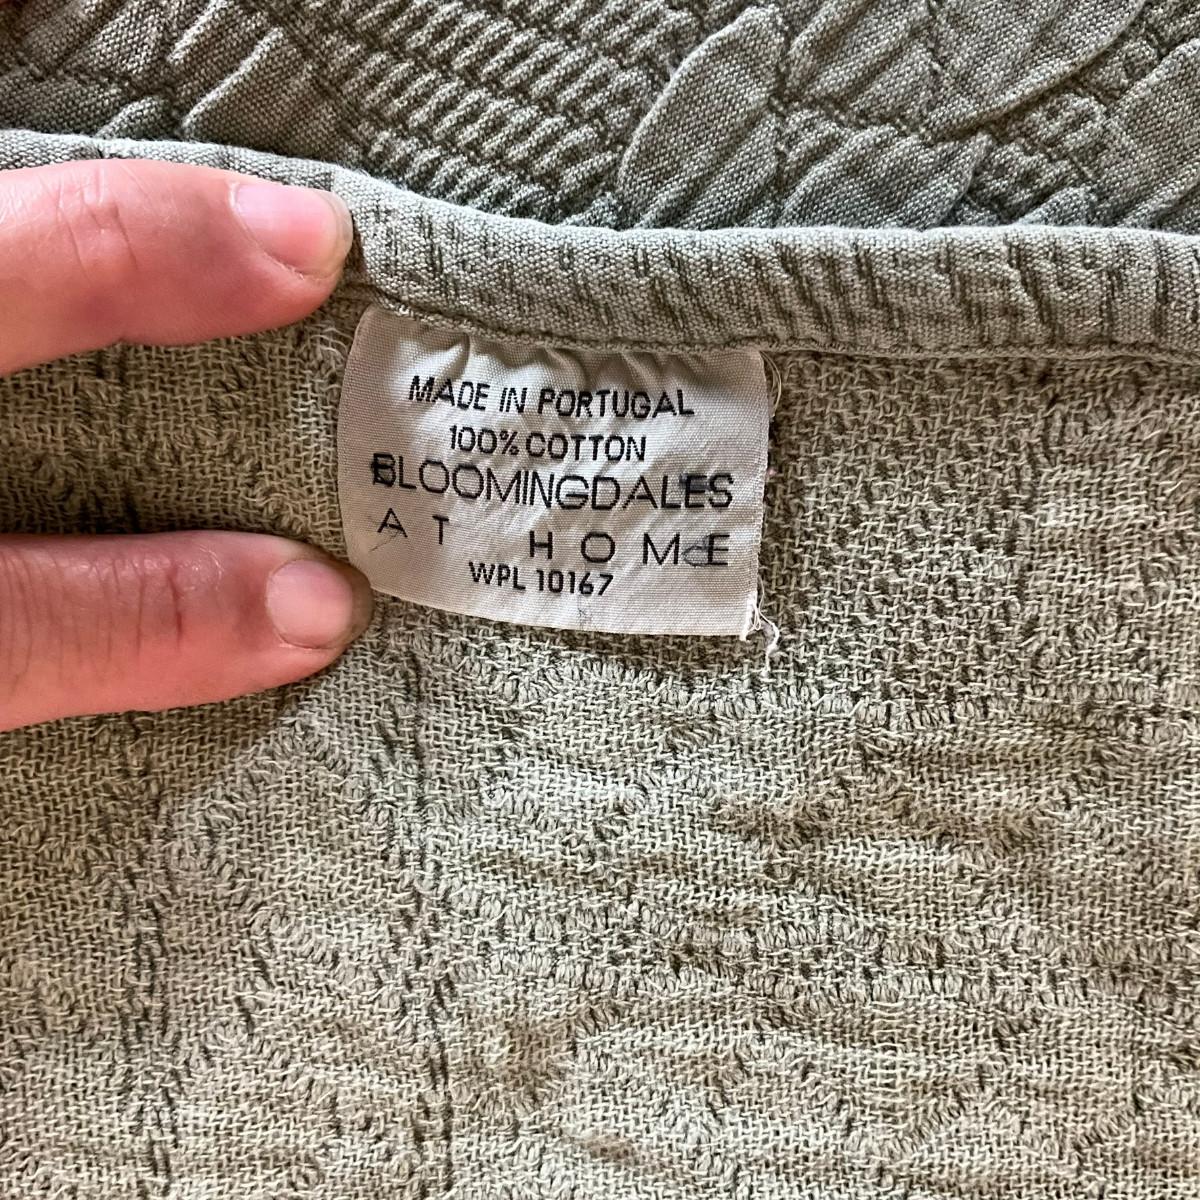 MADE IN PORTUGAL
100% COTTON
BLOOMINGDALES
AT HOME
WPL 10167